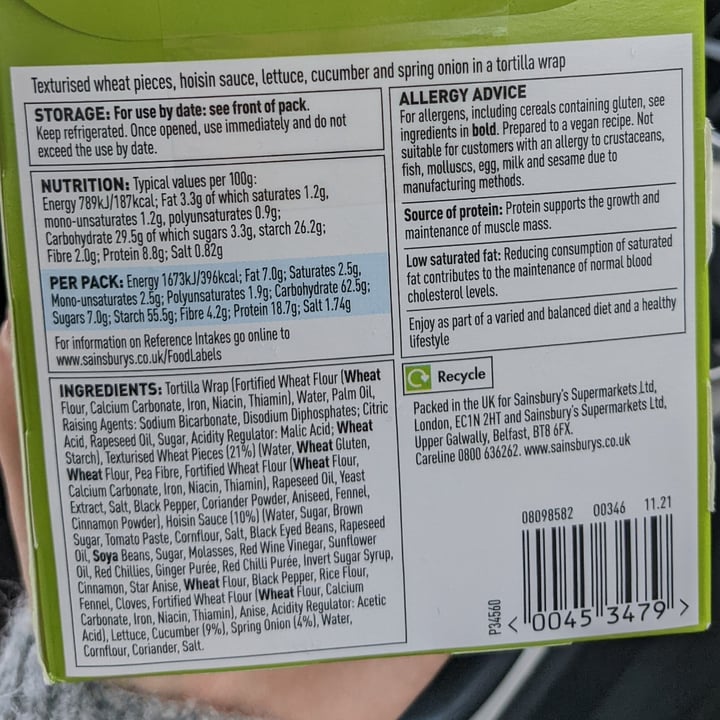 Texturised wheat pieces, hoisin sauce, lettuce, cucumber and spring onion in a tortilla wrap
STORAGE: For use by date: see front of pack.
Keep refrigerated. Once opened, use immediately and do not
exceed the use by date.
NUTRITION: Typical values per 100g:
Energy 789kJ/187kcal; Fat 3.3g of which saturates 1.2g,
mono-unsaturates 1.2g, polyunsaturates 0.9g;
Carbohydrate 29.5g of which sugars 3.3g, starch 26.2g;
Fibre 2.0g; Protein 8.8g; Salt 0.82g
PER PACK: Energy 1673kJ/396kcal; Fat 7.0g; Saturates 2.5g,
Mono-unsaturates 2.5g; Polyunsaturates 1.9g; Carbohydrate 62.5g;
Sugars 7.0g; Starch 55.5g; Fibre 4.2g; Protein 18.7g; Salt 1.74g
For information on Reference Intakes go online to
www.sainsburys.co.uk/FoodLabels
INGREDIENTS: Tortilla Wrap (Fortified Wheat Flour (Wheat
Flour, Calcium Carbonate, Iron, Niacin, Thiamin), Water, Palm Oil,
Raising Agents: Sodium Bicarbonate, Disodium Diphosphates; Citric
Acid, Rapeseed Oil, Sugar, Acidity Regulator: Malic Acid; Wheat
Starch), Texturised Wheat Pieces (21%) (Water, Wheat Gluten,
Wheat Flour, Pea Fibre, Fortified Wheat Flour (Wheat Flour,
Calcium Carbonate, Iron, Niacin, Thiamin), Rapeseed Oil, Yeast
Extract, Salt, Black Pepper, Coriander Powder, Aniseed, Fennel,
Cinnamon Powder), Hoisin Sauce (10%) (Water, Sugar, Brown
Sugar, Tomato Paste, Cornflour, Salt, Black Eyed Beans, Rapeseed
Oil, Soya Beans, Sugar, Molasses, Red Wine Vinegar, Sunflower
Oil, Red Chillies, Ginger Purée, Red Chilli Purée, Invert Sugar Syrup,
Cinnamon, Star Anise, Wheat Flour, Black Pepper, Rice Flour,
Fennel, Cloves, Fortified Wheat Flour (Wheat Flour, Calcium
Carbonate, Iron, Niacin, Thiamin), Anise, Acidity Regulator: Acetic
Acid), Lettuce, Cucumber (9%), Spring Onion (4%), Water,
Cornflour, Coriander, Salt.
ALLERGY ADVICE
For allergens, including cereals containing gluten, see
ingredients in bold. Prepared to a vegan recipe. Not
suitable for customers with an allergy to crustaceans,
fish, molluscs, egg, milk and sesame due to
manufacturing methods.
Source of protein: Protein supports the growth and
maintenance of muscle mass.
Low saturated fat: Reducing consumption of saturated
fat contributes to the maintenance of normal blood
cholesterol levels.
Enjoy as part of a varied and balanced diet and a healthy
lifestyle
Recycle
Packed in the UK for Sainsbury's Supermarkets Ltd,
London, EC1N 2HT and Sainsbury's Supermarkets Ltd,
Upper Galwally, Belfast, BT8 6FX.
Careline 0800 636262. www.sainsburys.co.uk
08098582 00346 11.21
P34560
< 0045 3479 >